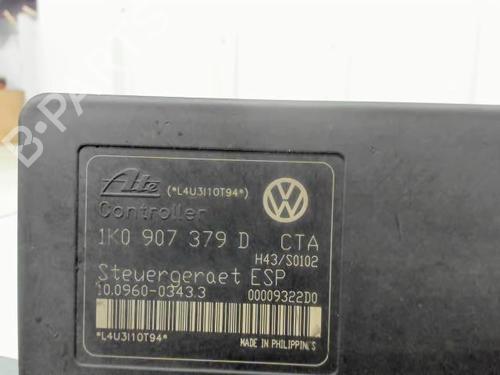 B-PARTS
Ate (*L4U3I10T94*)
Controller
1K0 907 379 D CTA
H43/S0102
Steuergeraet ESP
10.0960-0343.3 00009322D0
*L4U3I10T94* MADE IN PHILIPPINES